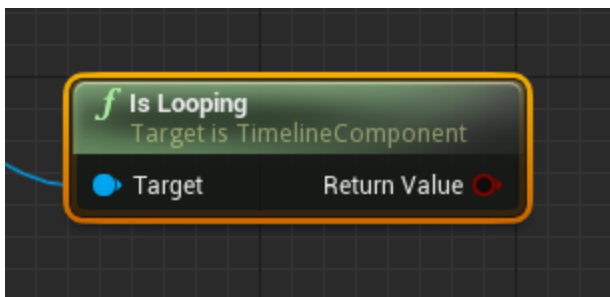 f Is Looping
Target is TimelineComponent
Target Return Value